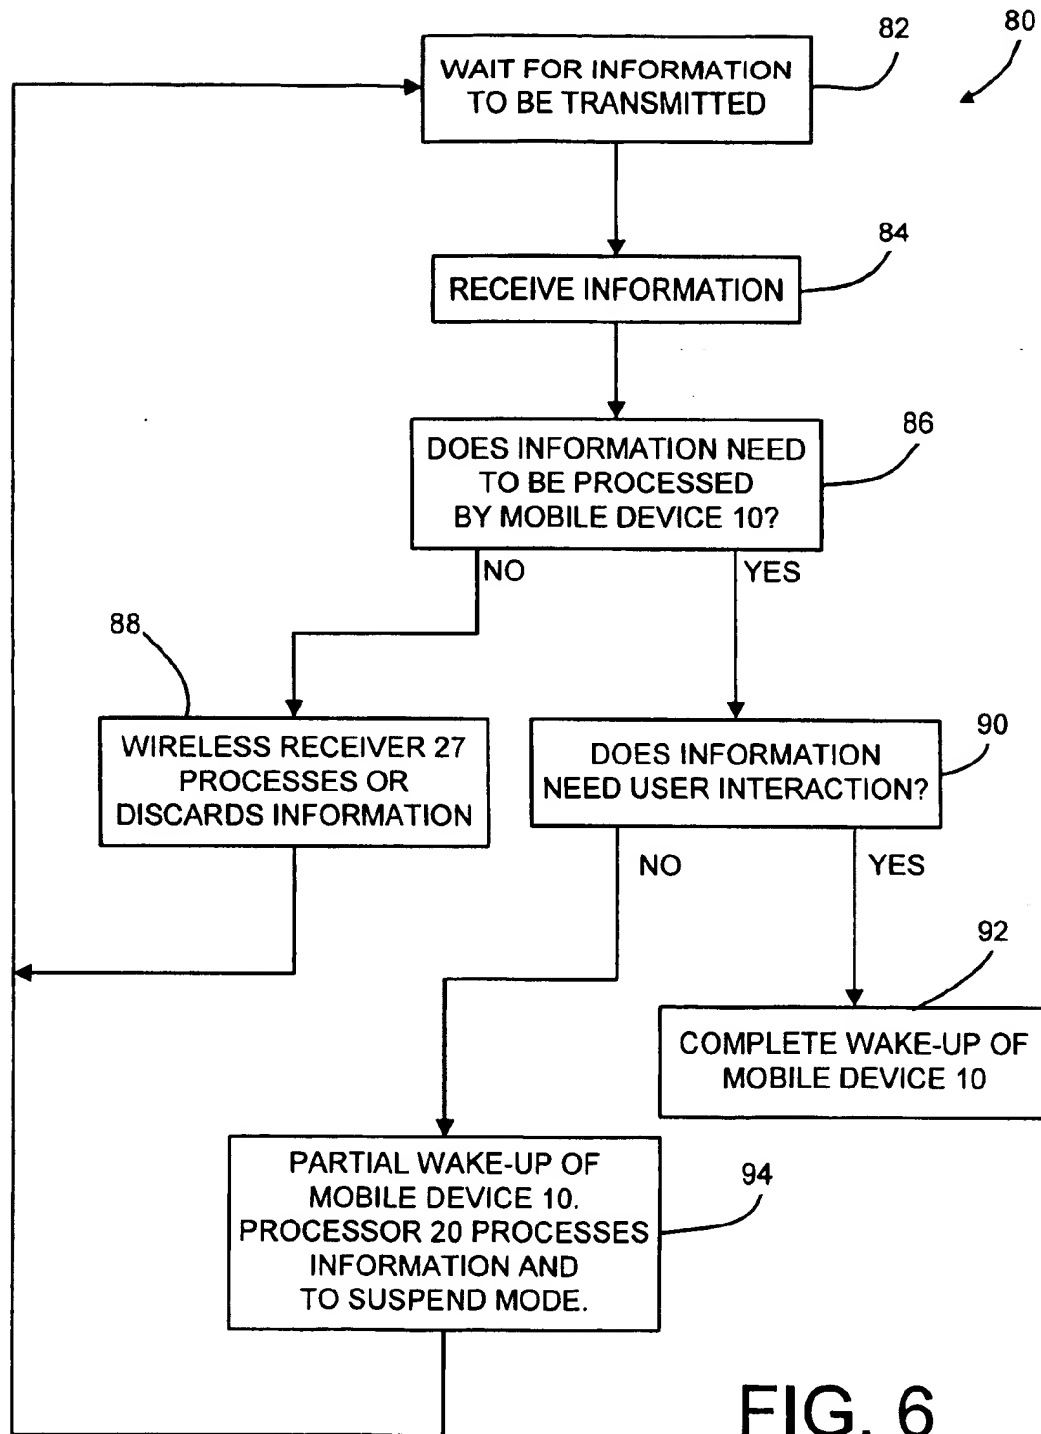 82
80
WAIT FOR INFORMATION
TO BE TRANSMITTED
84
RECEIVE INFORMATION
86
DOES INFORMATION NEED
TO BE PROCESSED
BY MOBILE DEVICE 10?
NO
YES
88
WIRELESS RECEIVER 27
PROCESSES OR
DISCARDS INFORMATION
90
DOES INFORMATION
NEED USER INTERACTION?
NO
YES
92
COMPLETE WAKE-UP OF
MOBILE DEVICE 10
PARTIAL WAKE-UP OF
MOBILE DEVICE 10.
PROCESSOR 20 PROCESSES
INFORMATION AND
TO SUSPEND MODE.
94
FIG. 6